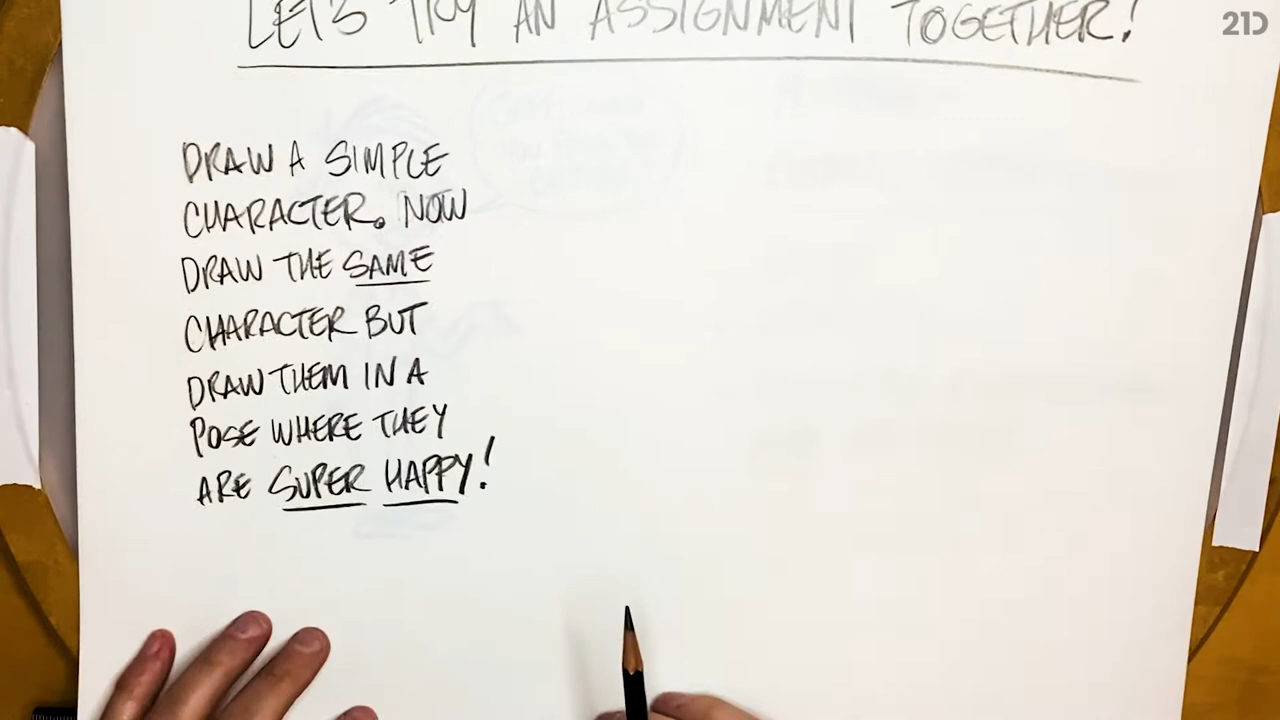 LET'S TRY AN ASSIGNMENT TOGETHER!
21D
DRAW A SIMPLE
CHARACTER. NOW
DRAW THE SAME
CHARACTER BUT
DRAW THEM IN A
POSE WHERE THEY
ARE SUPER HAPPY!